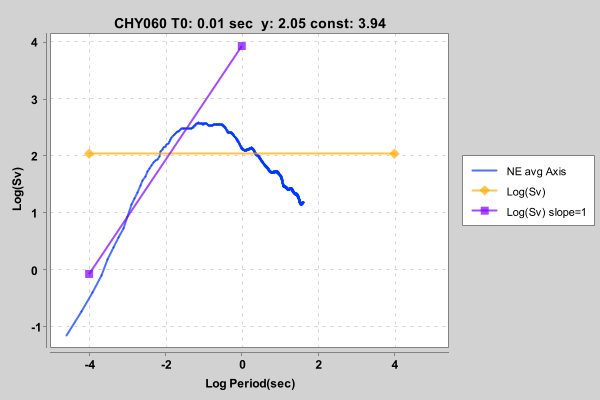 CHY060 T0: 0.01 sec  y: 2.05 const: 3.94
4
3
2
1
0
-1
Log(Sv)
-4
-2
0
2
4
Log Period(sec)
NE avg Axis
Log(Sv)
Log(Sv) slope=1